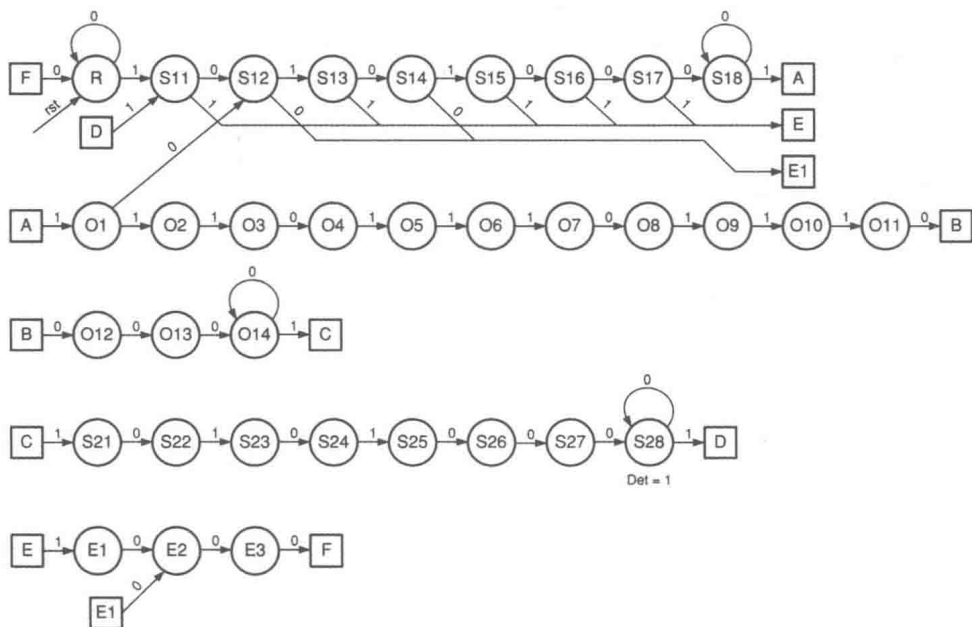 0 0
F 0 R 1 S11 0 S12 1 S13 0 S14 1 S15 0 S16 0 S17 0 S18 1 A
rst D 1 1 0 1 0 1 1 1 E
0 E1
A 1 O1 1 O2 1 O3 0 O4 1 O5 1 O6 1 O7 0 O8 1 O9 1 O10 1 O11 0 B
0
B 0 O12 0 O13 0 O14 1 C
0
C 1 S21 0 S22 1 S23 0 S24 1 S25 0 S26 0 S27 0 S28 1 D
Det = 1
E 1 E1 0 E2 0 E3 0 F
E1 0